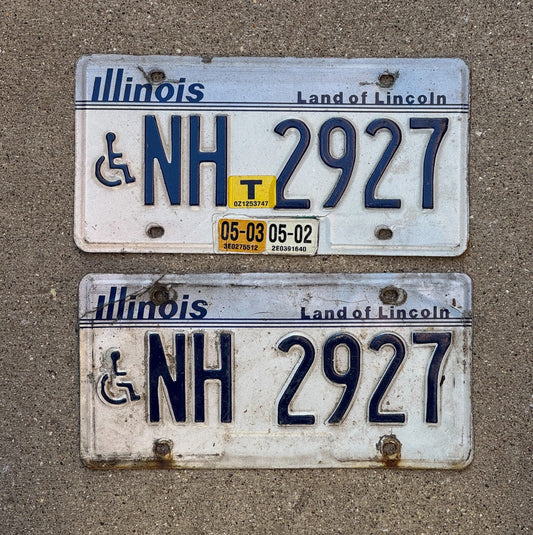 Illinois Land of Lincoln
NH 2927
T
0Z1253747
05-03 05-02
3E0275512 2E0391640
Illinois Land of Lincoln
NH 2927